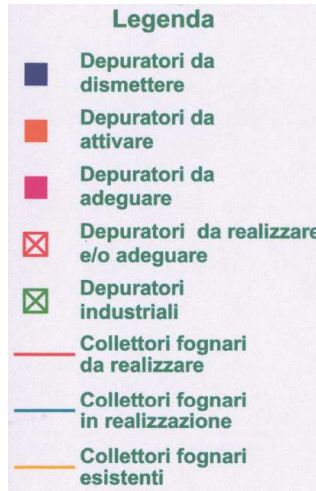 Legenda
Depuratori da
dismettere
Depuratori da
attivare
Depuratori da
adeguare
Depuratori da realizzare
e/o adeguare
Depuratori
industriali
Collettori fognari
da realizzare
Collettori fognari
in realizzazione
Collettori fognari
esistenti